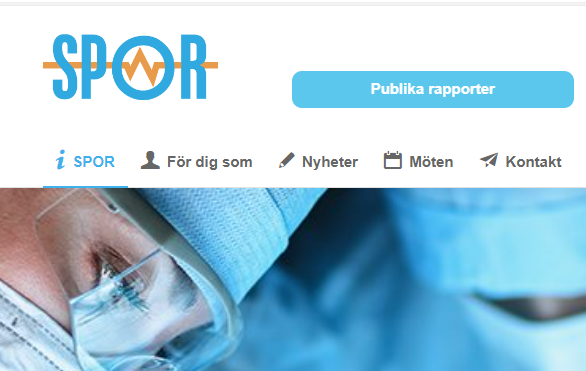 SPOR
Publika rapporter
SPOR För dig som Nyheter Möten Kontakt